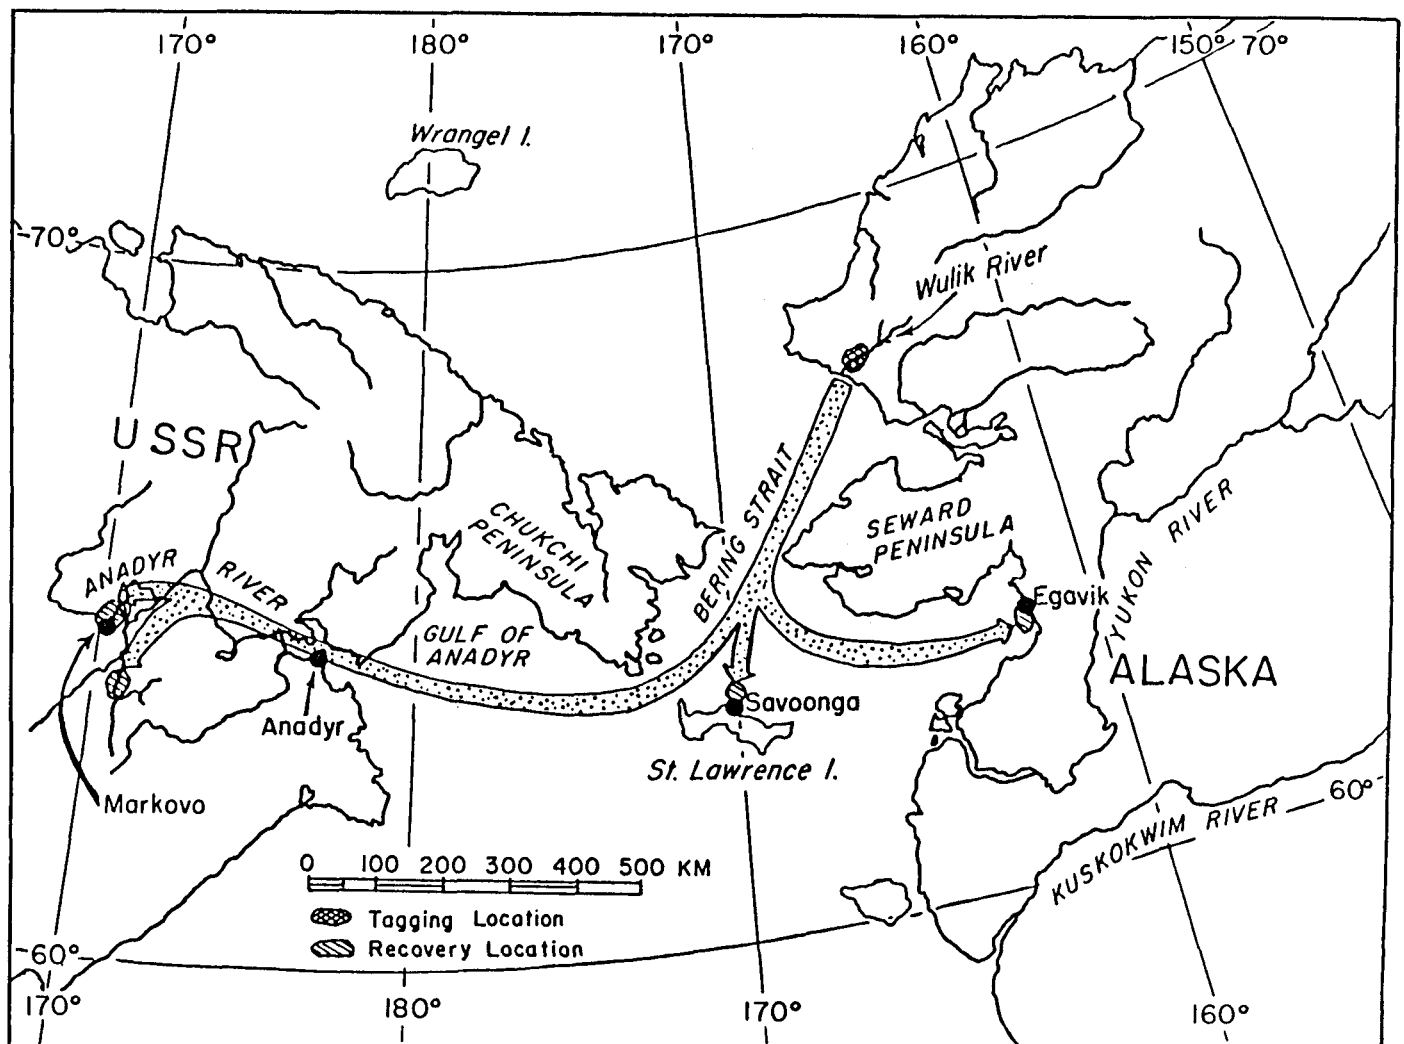 170°
180°
170°
160°
150° 70°
Wrangel I.
70°
Wulik River
USSR
CHUKCHI
PENINSULA
BERING STRAIT
SEWARD
PENINSULA
YUKON RIVER
ANADYR RIVER
GULF OF
ANADYR
Egavik
ALASKA
Savoonga
Anadyr
St. Lawrence I.
Markovo
60°
KUSKOKWIM RIVER
0 100 200 300 400 500 KM
Tagging Location
Recovery Location
60°
170°
180°
170°
160°